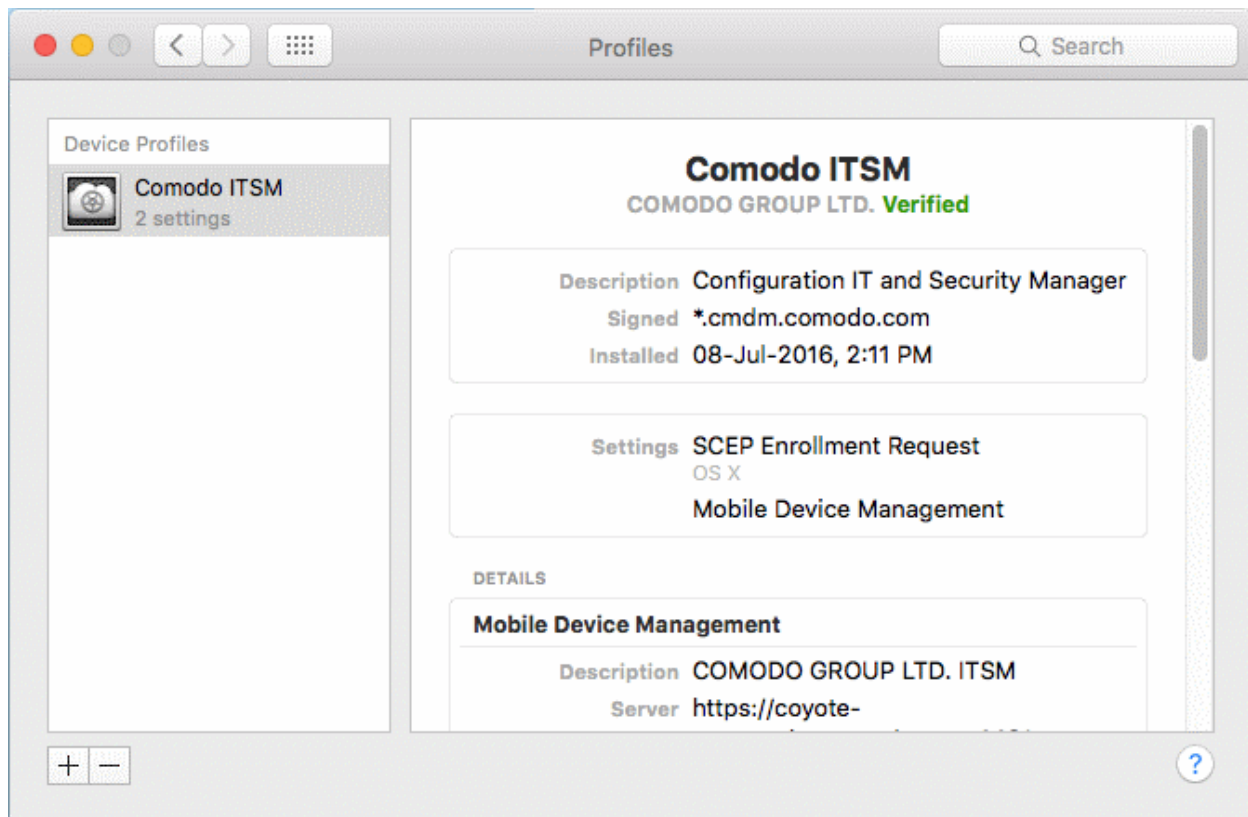 Profiles
Search
Device Profiles
Comodo ITSM
2 settings
Comodo ITSM
COMODO GROUP LTD. Verified
Description Configuration IT and Security Manager
Signed *.cmdm.comodo.com
Installed 08-Jul-2016, 2:11 PM
Settings SCEP Enrollment Request
OS X
Mobile Device Management
DETAILS
Mobile Device Management
Description COMODO GROUP LTD. ITSM
Server https://coyote-
+ −
?